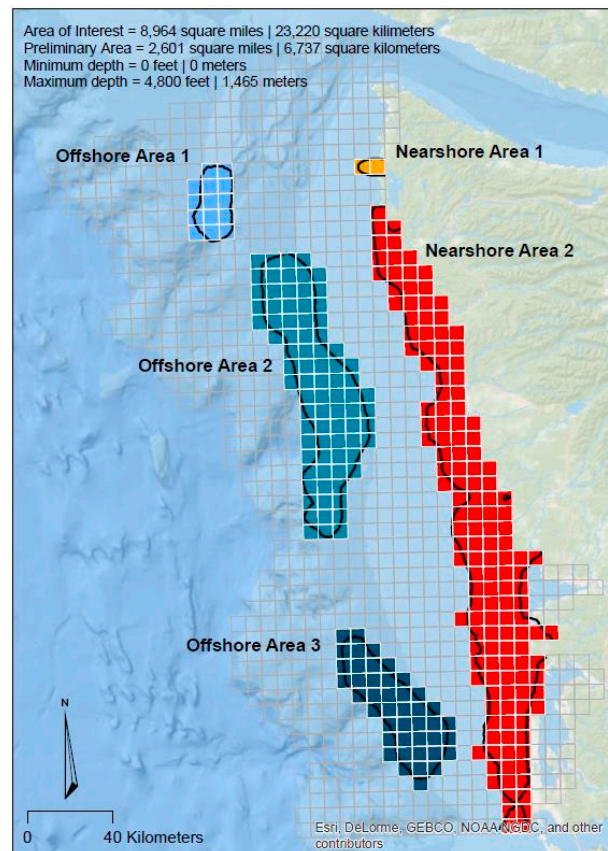 Area of Interest = 8,964 square miles | 23,220 square kilimeters
Preliminary Area = 2,601 square miles | 6,737 square kilometers
Minimum depth = 0 feet | 0 meters
Maximum depth = 4,800 feet | 1,465 meters
Offshore Area 1
Nearshore Area 1
Nearshore Area 2
Offshore Area 2
Offshore Area 3
N
0 40 Kilometers
Esri, DeLorme, GEBCO, NOAA NGDC, and other
contributors